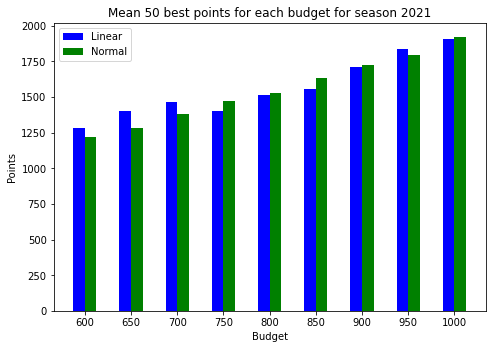 Mean 50 best points for each budget for season 2021
Linear
Normal
2000
1750
1500
1250
1000
750
500
250
0
Points
600 650 700 750 800 850 900 950 1000
Budget